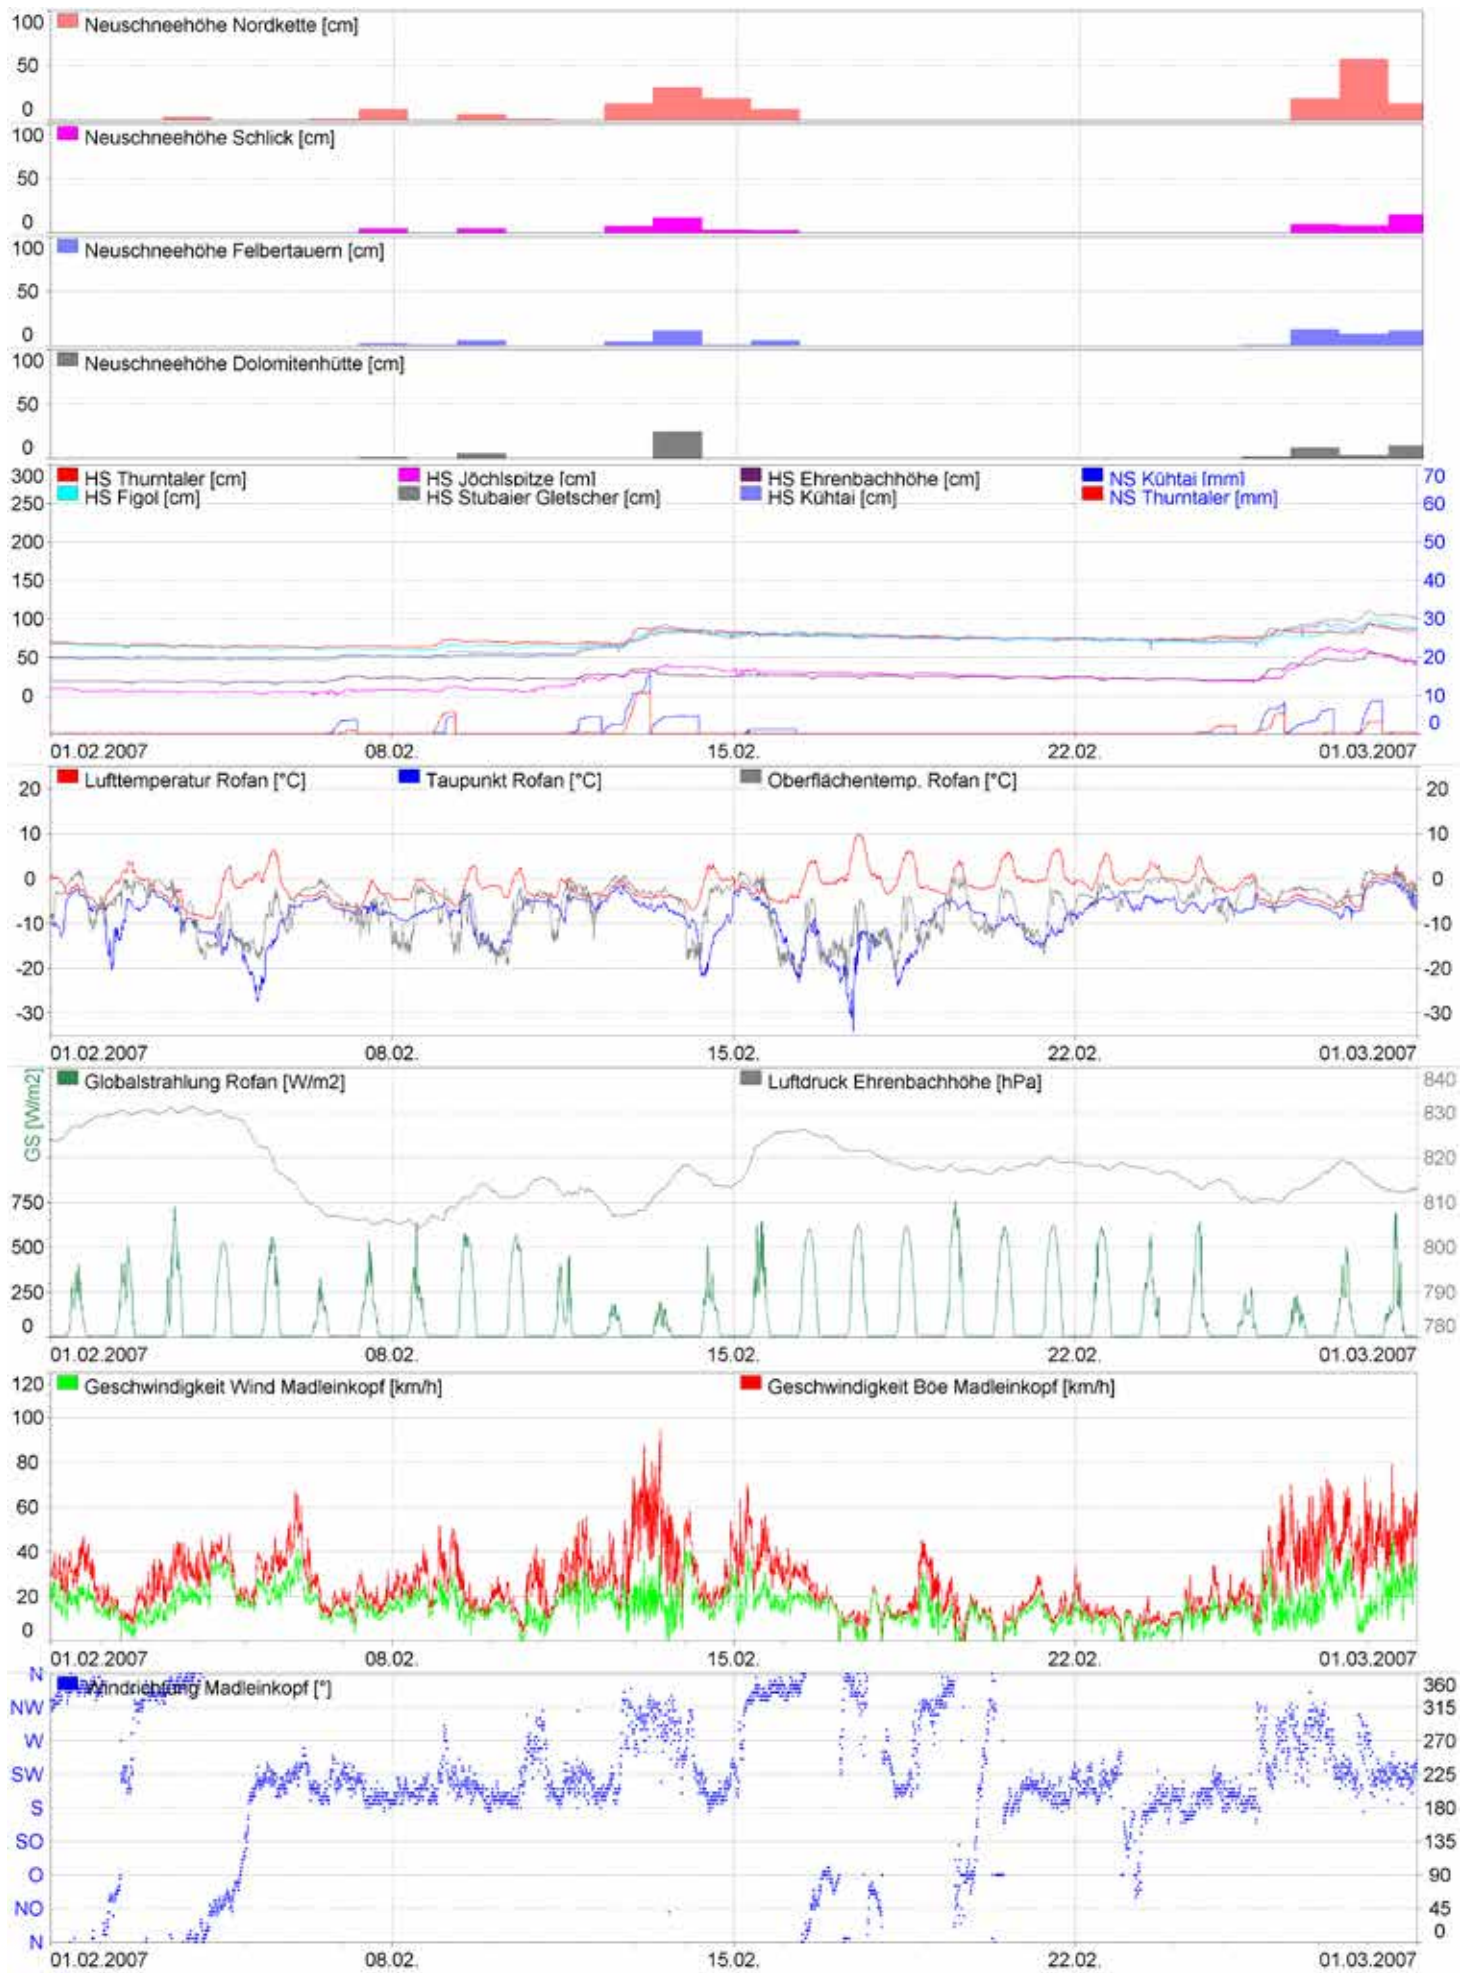 100 Neuschneehöhe Nordkette [cm]
50
0
100 Neuschneehöhe Schlick [cm]
50
0
100 Neuschneehöhe Felbertauern [cm]
50
0
100 Neuschneehöhe Dolomitenhütte [cm]
50
0
300 HS Thurntaler [cm] HS Jöchlspitze [cm] HS Ehrenbachhöhe [cm] NS Kühtai [mm] 70
250 HS Figol [cm] HS Stubaier Gletscher [cm] HS Kühtai [cm] NS Thurntaler [mm] 60
200 50
150 40
100 30
50 20
0 10
0
01.02.2007 08.02. 15.02. 22.02. 01.03.2007
Lufttemperatur Rofan [°C] Taupunkt Rofan [°C] Oberflächentemp. Rofan [°C]
20 20
10 10
0 0
-10 -10
-20 -20
-30 -30
01.02.2007 08.02. 15.02. 22.02. 01.03.2007
GS [W/m2] Globalstrahlung Rofan [W/m2] Luftdruck Ehrenbachhöhe [hPa] 840
830
820
750 810
500 800
250 790
0 780
01.02.2007 08.02. 15.02. 22.02. 01.03.2007
120 Geschwindigkeit Wind Madleinkopf [km/h] Geschwindigkeit Böe Madleinkopf [km/h]
100
80
60
40
20
0
01.02.2007 08.02. 15.02. 22.02. 01.03.2007
N Windrichtung Madleinkopf [°] 360
NW 315
W 270
SW 225
S 180
SO 135
O 90
NO 45
N 0
01.02.2007 08.02. 15.02. 22.02. 01.03.2007